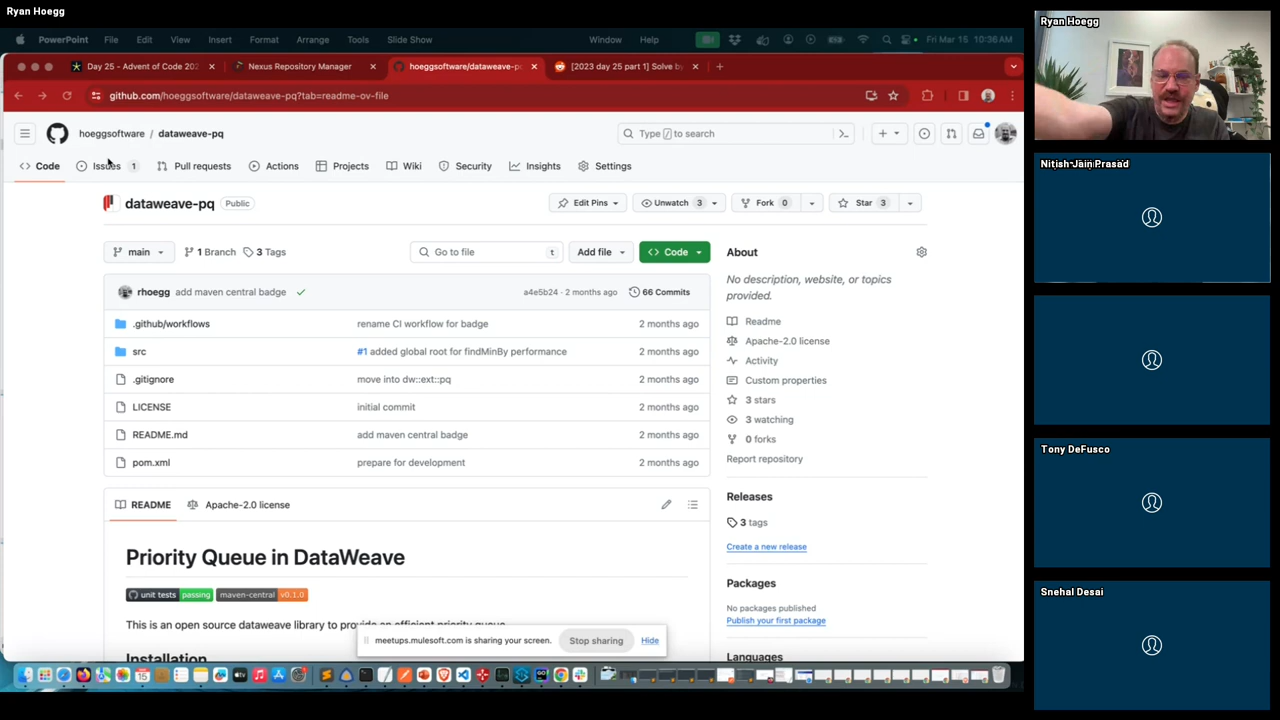 Ryan Hoegg
PowerPoint File Edit View Insert Format Arrange Tools Slide Show Window Help Fri Mar 15 10:36 AM
Day 25 - Advent of Code 202 Nexus Repository Manager hoeggsoftware/dataweave-pq: [2023 day 25 part 1] Solve by
github.com/hoeggsoftware/dataweave-pq?tab=readme-ov-file
hoeggsoftware / dataweave-pq Type / to search
Code Issues 1 Pull requests Actions Projects Wiki Security Insights Settings
dataweave-pq Public Edit Pins Unwatch 3 Fork 0 Star 3
main 1 Branch 3 Tags Go to file t Add file Code
rhoegg add maven central badge a4e5b24 · 2 months ago 66 Commits
.github/workflows rename CI workflow for badge 2 months ago
src #1 added global root for findMinBy performance 2 months ago
.gitignore move into dw::ext::pq 2 months ago
LICENSE initial commit 2 months ago
README.md add maven central badge 2 months ago
pom.xml prepare for development 2 months ago
README Apache-2.0 license
Priority Queue in DataWeave
unit tests passing maven-central v0.1.0
This is an open source dataweave library to provide an efficient priority queue
Installation
About
No description, website, or topics
provided.
Readme
Apache-2.0 license
Activity
Custom properties
3 stars
3 watching
0 forks
Report repository
Releases
3 tags
Create a new release
Packages
No packages published
Publish your first package
Languages
meetups.mulesoft.com is sharing your screen. Stop sharing Hide
Ryan Hoegg
Tony DeFusco
Snehal Desai